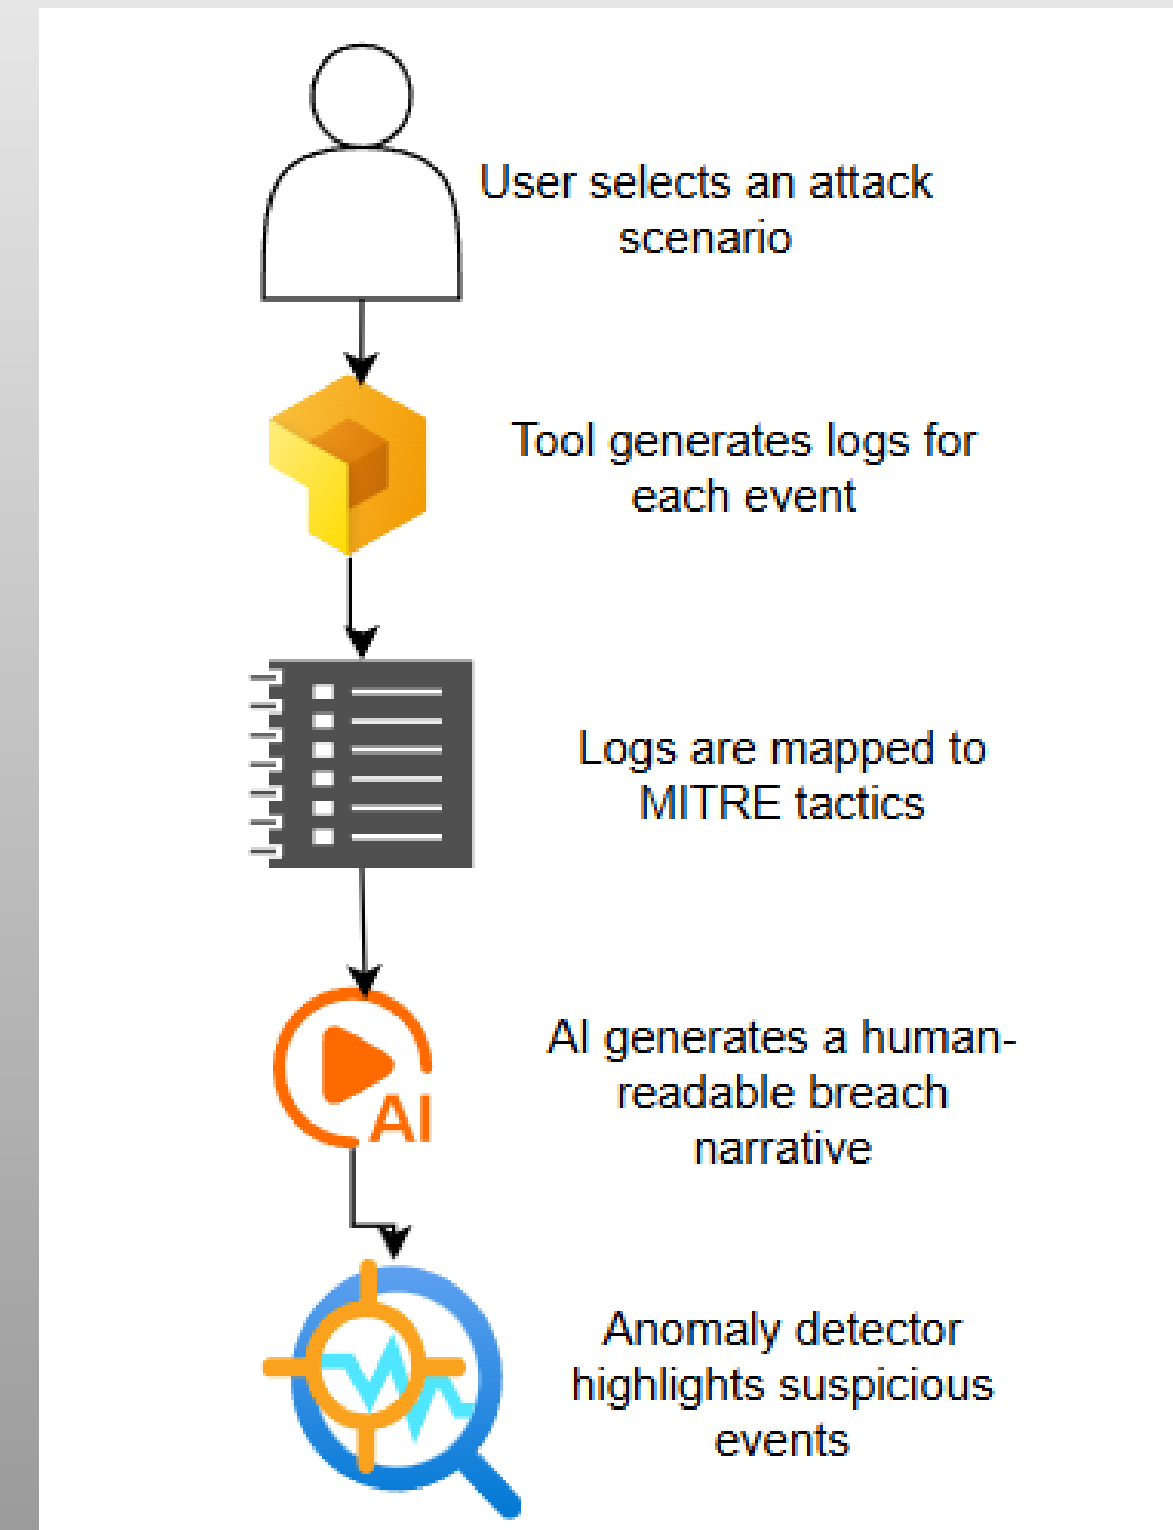 User selects an attack
scenario
Tool generates logs for
each event
Logs are mapped to
MITRE tactics
AI generates a human-
readable breach
narrative
AI
Anomaly detector
highlights suspicious
events